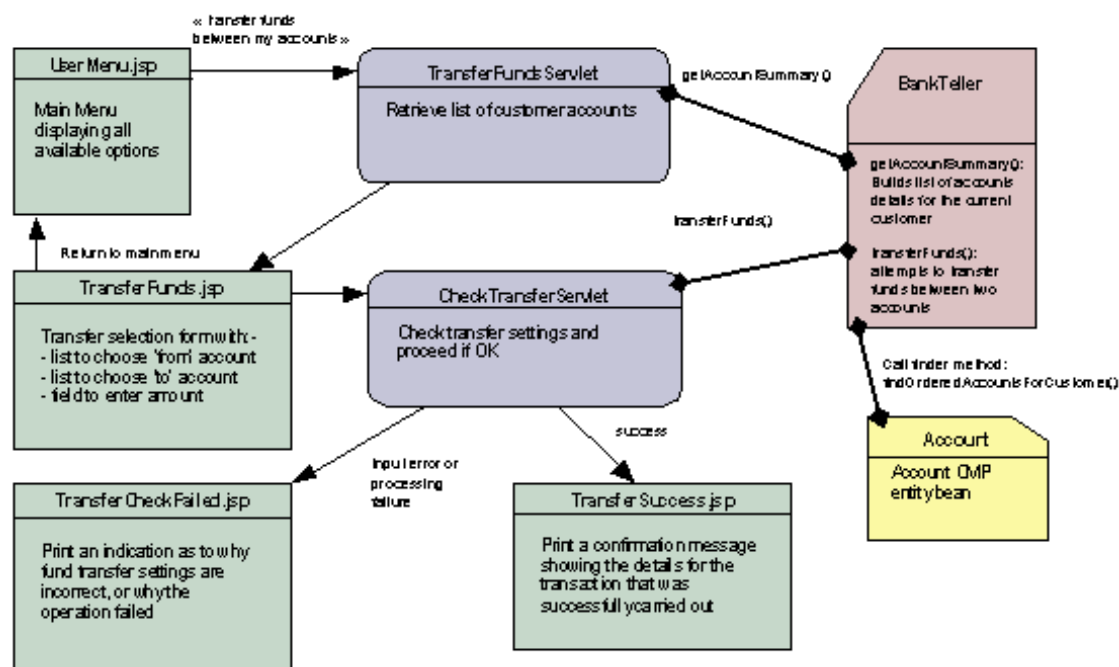 « Transfer funds
between my accounts »
UserMenu.jsp
Main Menu
displaying all
available options
TransferFundsServlet
Retrieve list of customer accounts
getAccountSummary()
BankTeller
getAccountSummary():
Builds list of accounts
details for the current
customer
transferFunds():
attempts to transfer
funds between two
accounts
transferFunds()
Return to main menu
TransferFunds.jsp
Transfer selection form with:-
- list to choose 'from' account
- list to choose 'to' account
- field to enter amount
CheckTransferServlet
Check transfer settings and
proceed if OK
Call finder method:
findOrderedAccountsForCustomer()
Account
Account CMP
entity bean
success
Input error or
processing
failure
TransferCheckFailed.jsp
Print an indication as to why
fund transfer settings are
incorrect, or why the
operation failed
TransferSuccess.jsp
Print a confirmation message
showing the details for the
transaction that was
successfully carried out